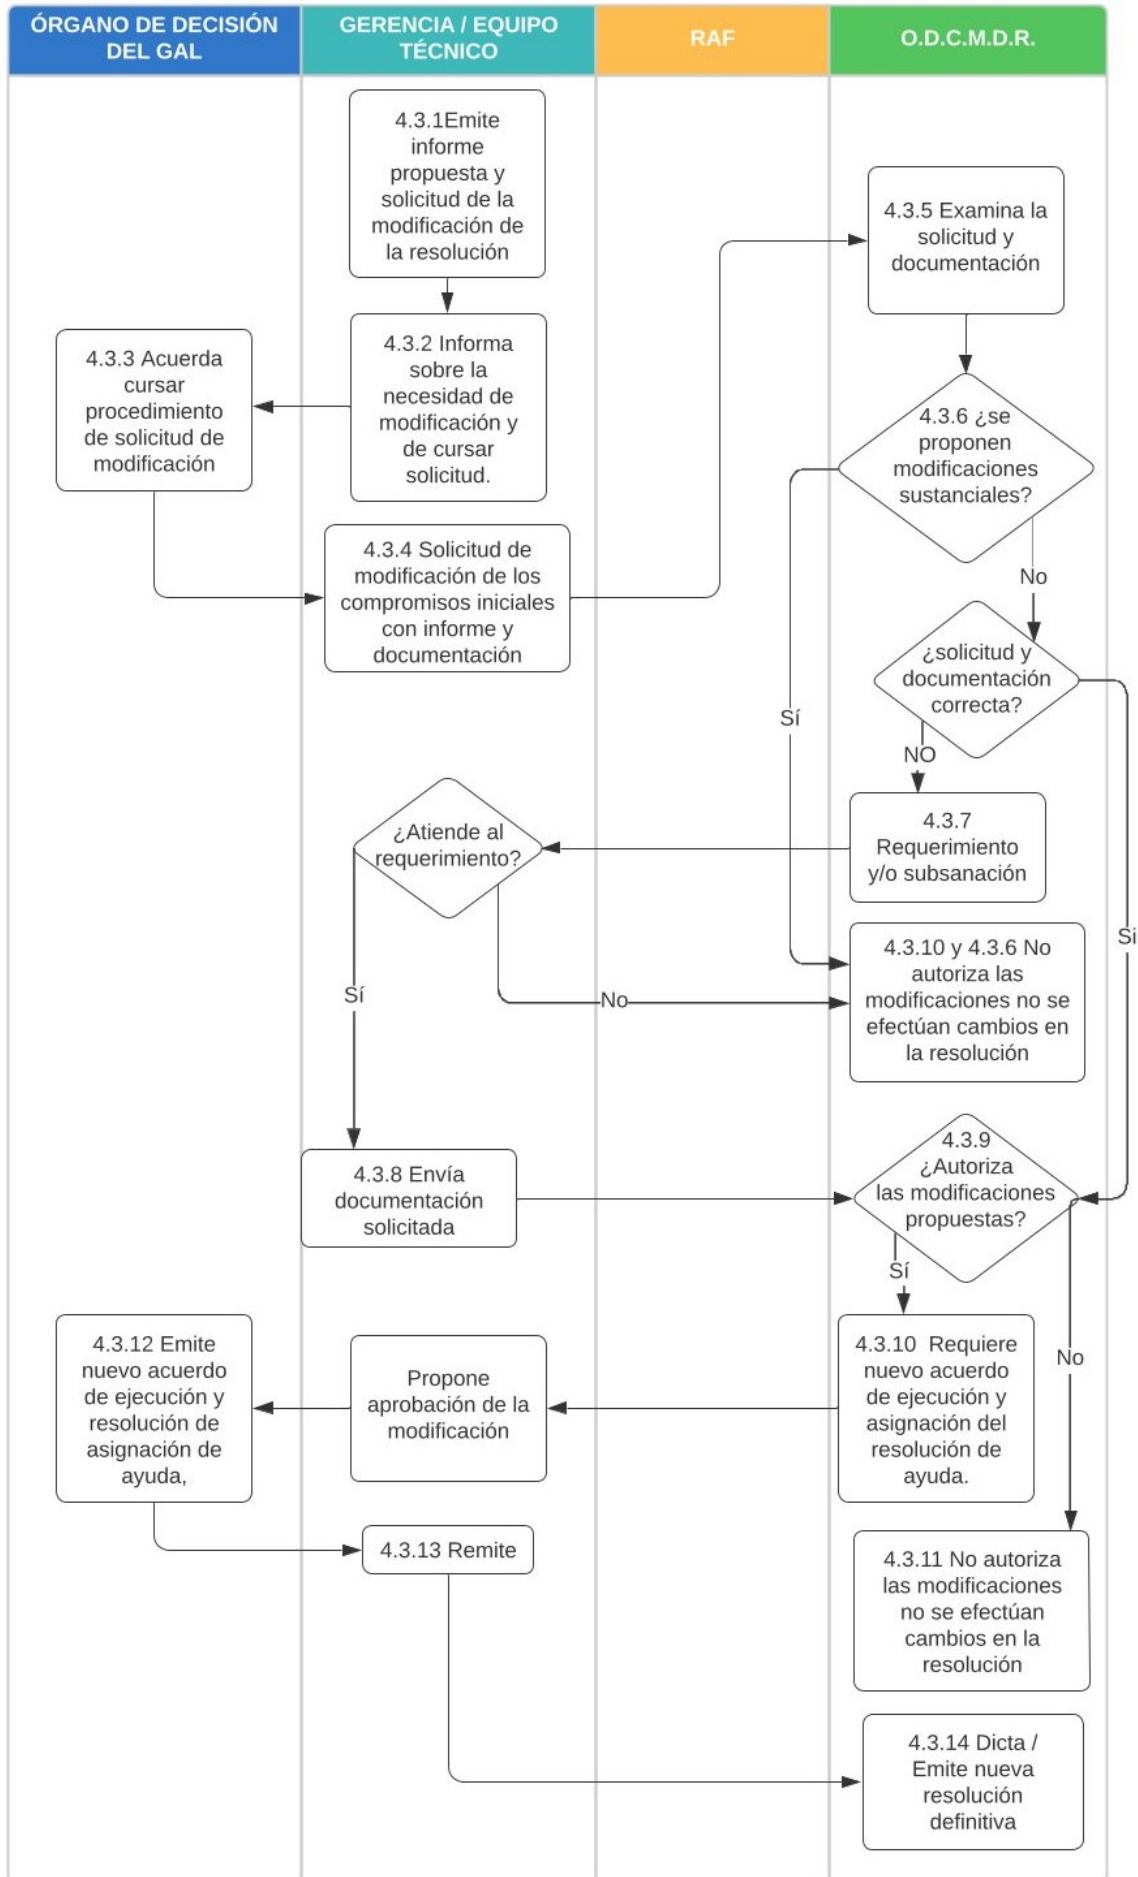 ÓRGANO DE DECISIÓN
DEL GAL
GERENCIA / EQUIPO
TÉCNICO
RAF
O.D.C.M.D.R.
4.3.1Emite
informe
propuesta y
solicitud de la
modificación de
la resolución
4.3.2 Informa
sobre la
necesidad de
modificación y
de cursar
solicitud.
4.3.3 Acuerda
cursar
procedimiento
de solicitud de
modificación
4.3.4 Solicitud de
modificación de los
compromisos iniciales
con informe y
documentación
4.3.5 Examina la
solicitud y
documentación
4.3.6 ¿se
proponen
modificaciones
sustanciales?
No
Sí
¿solicitud y
documentación
correcta?
NO
Si
4.3.7
Requerimiento
y/o subsanación
¿Atiende al
requerimiento?
Sí
No
4.3.10 y 4.3.6 No
autoriza las
modificaciones no se
efectúan cambios en
la resolución
4.3.8 Envía
documentación
solicitada
4.3.9
¿Autoriza
las modificaciones
propuestas?
Sí
No
4.3.10 Requiere
nuevo acuerdo
de ejecución y
asignación del
resolución de
ayuda.
Propone
aprobación de la
modificación
4.3.12 Emite
nuevo acuerdo
de ejecución y
resolución de
asignación de
ayuda,
4.3.13 Remite
4.3.11 No autoriza
las modificaciones
no se efectúan
cambios en la
resolución
4.3.14 Dicta /
Emite nueva
resolución
definitiva